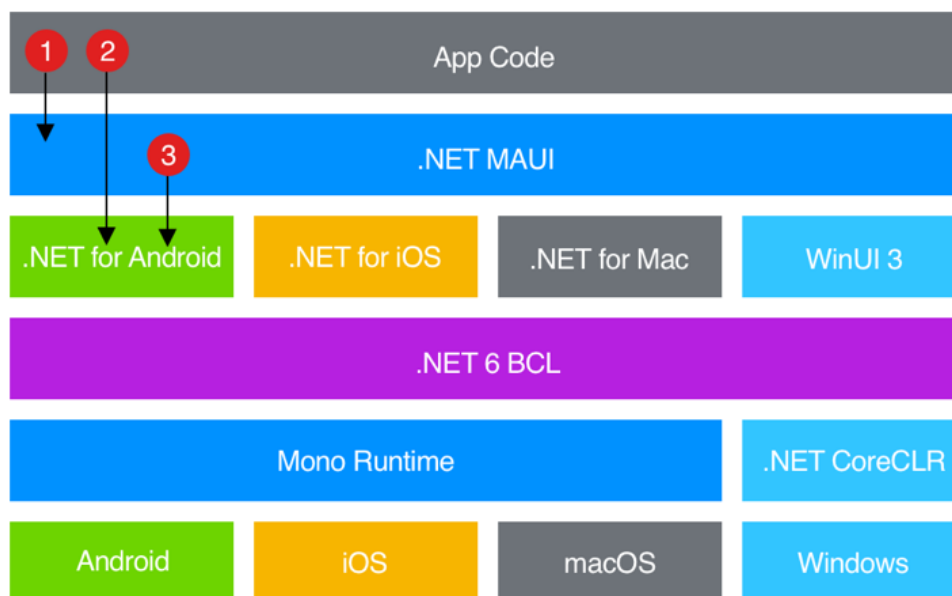 App Code
1
2
.NET MAUI
3
.NET for Android
.NET for iOS
.NET for Mac
WinUI 3
.NET 6 BCL
Mono Runtime
.NET CoreCLR
Android
iOS
macOS
Windows